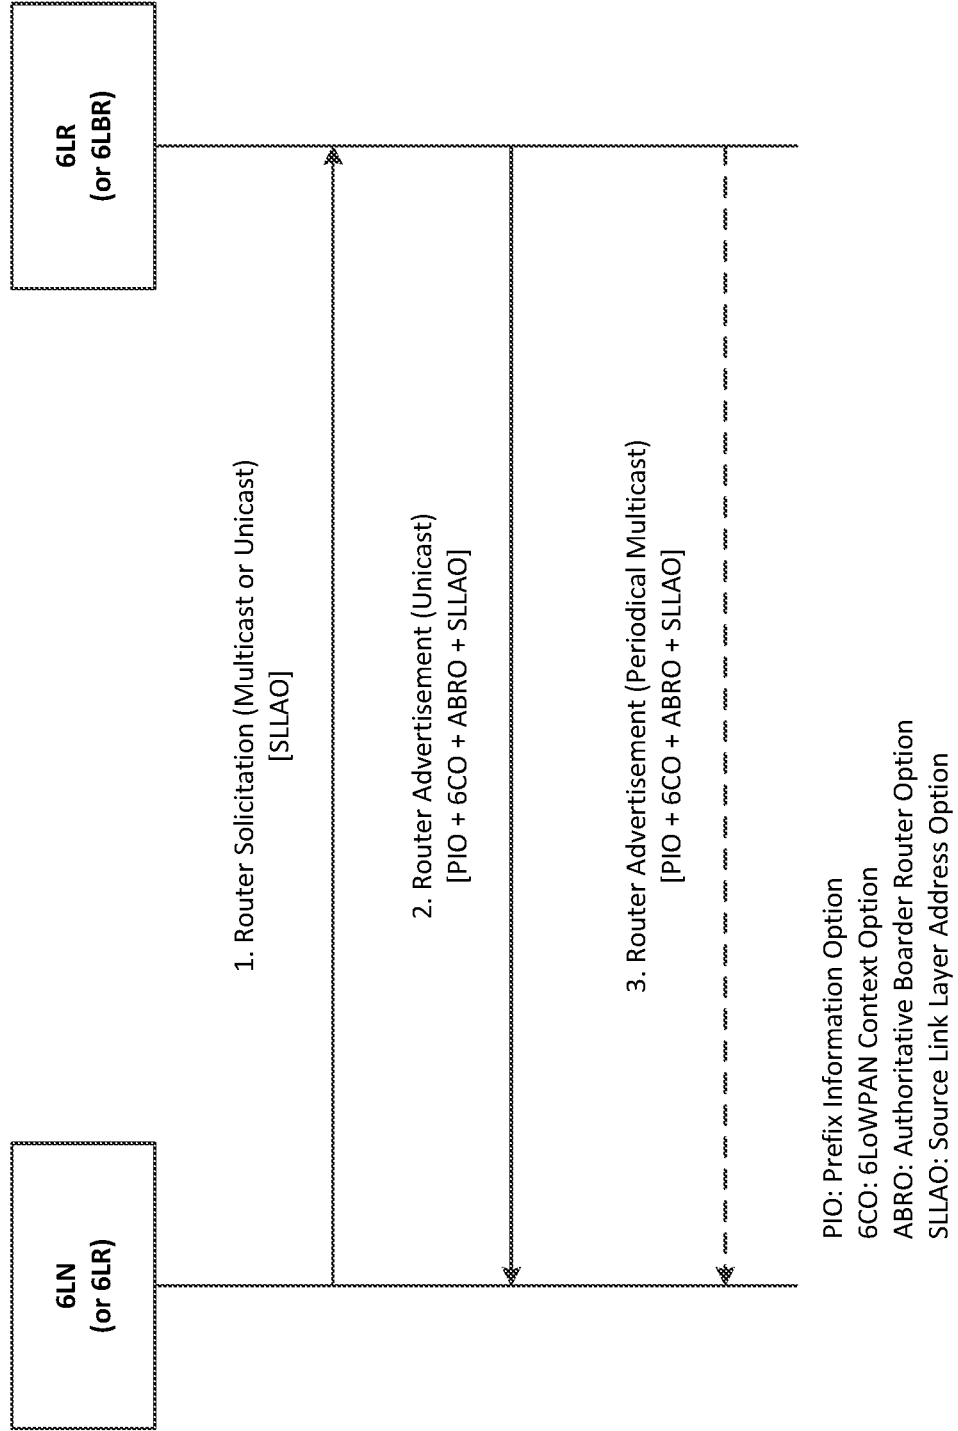 6LN
(or 6LR)
6LR
(or 6LBR)
1. Router Solicitation (Multicast or Unicast)
[SLLAO]
2. Router Advertisement (Unicast)
[PIO + 6CO + ABRO + SLLAO]
3. Router Advertisement (Periodical Multicast)
[PIO + 6CO + ABRO + SLLAO]
PIO: Prefix Information Option
6CO: 6LoWPAN Context Option
ABRO: Authoritative Boarder Router Option
SLLAO: Source Link Layer Address Option